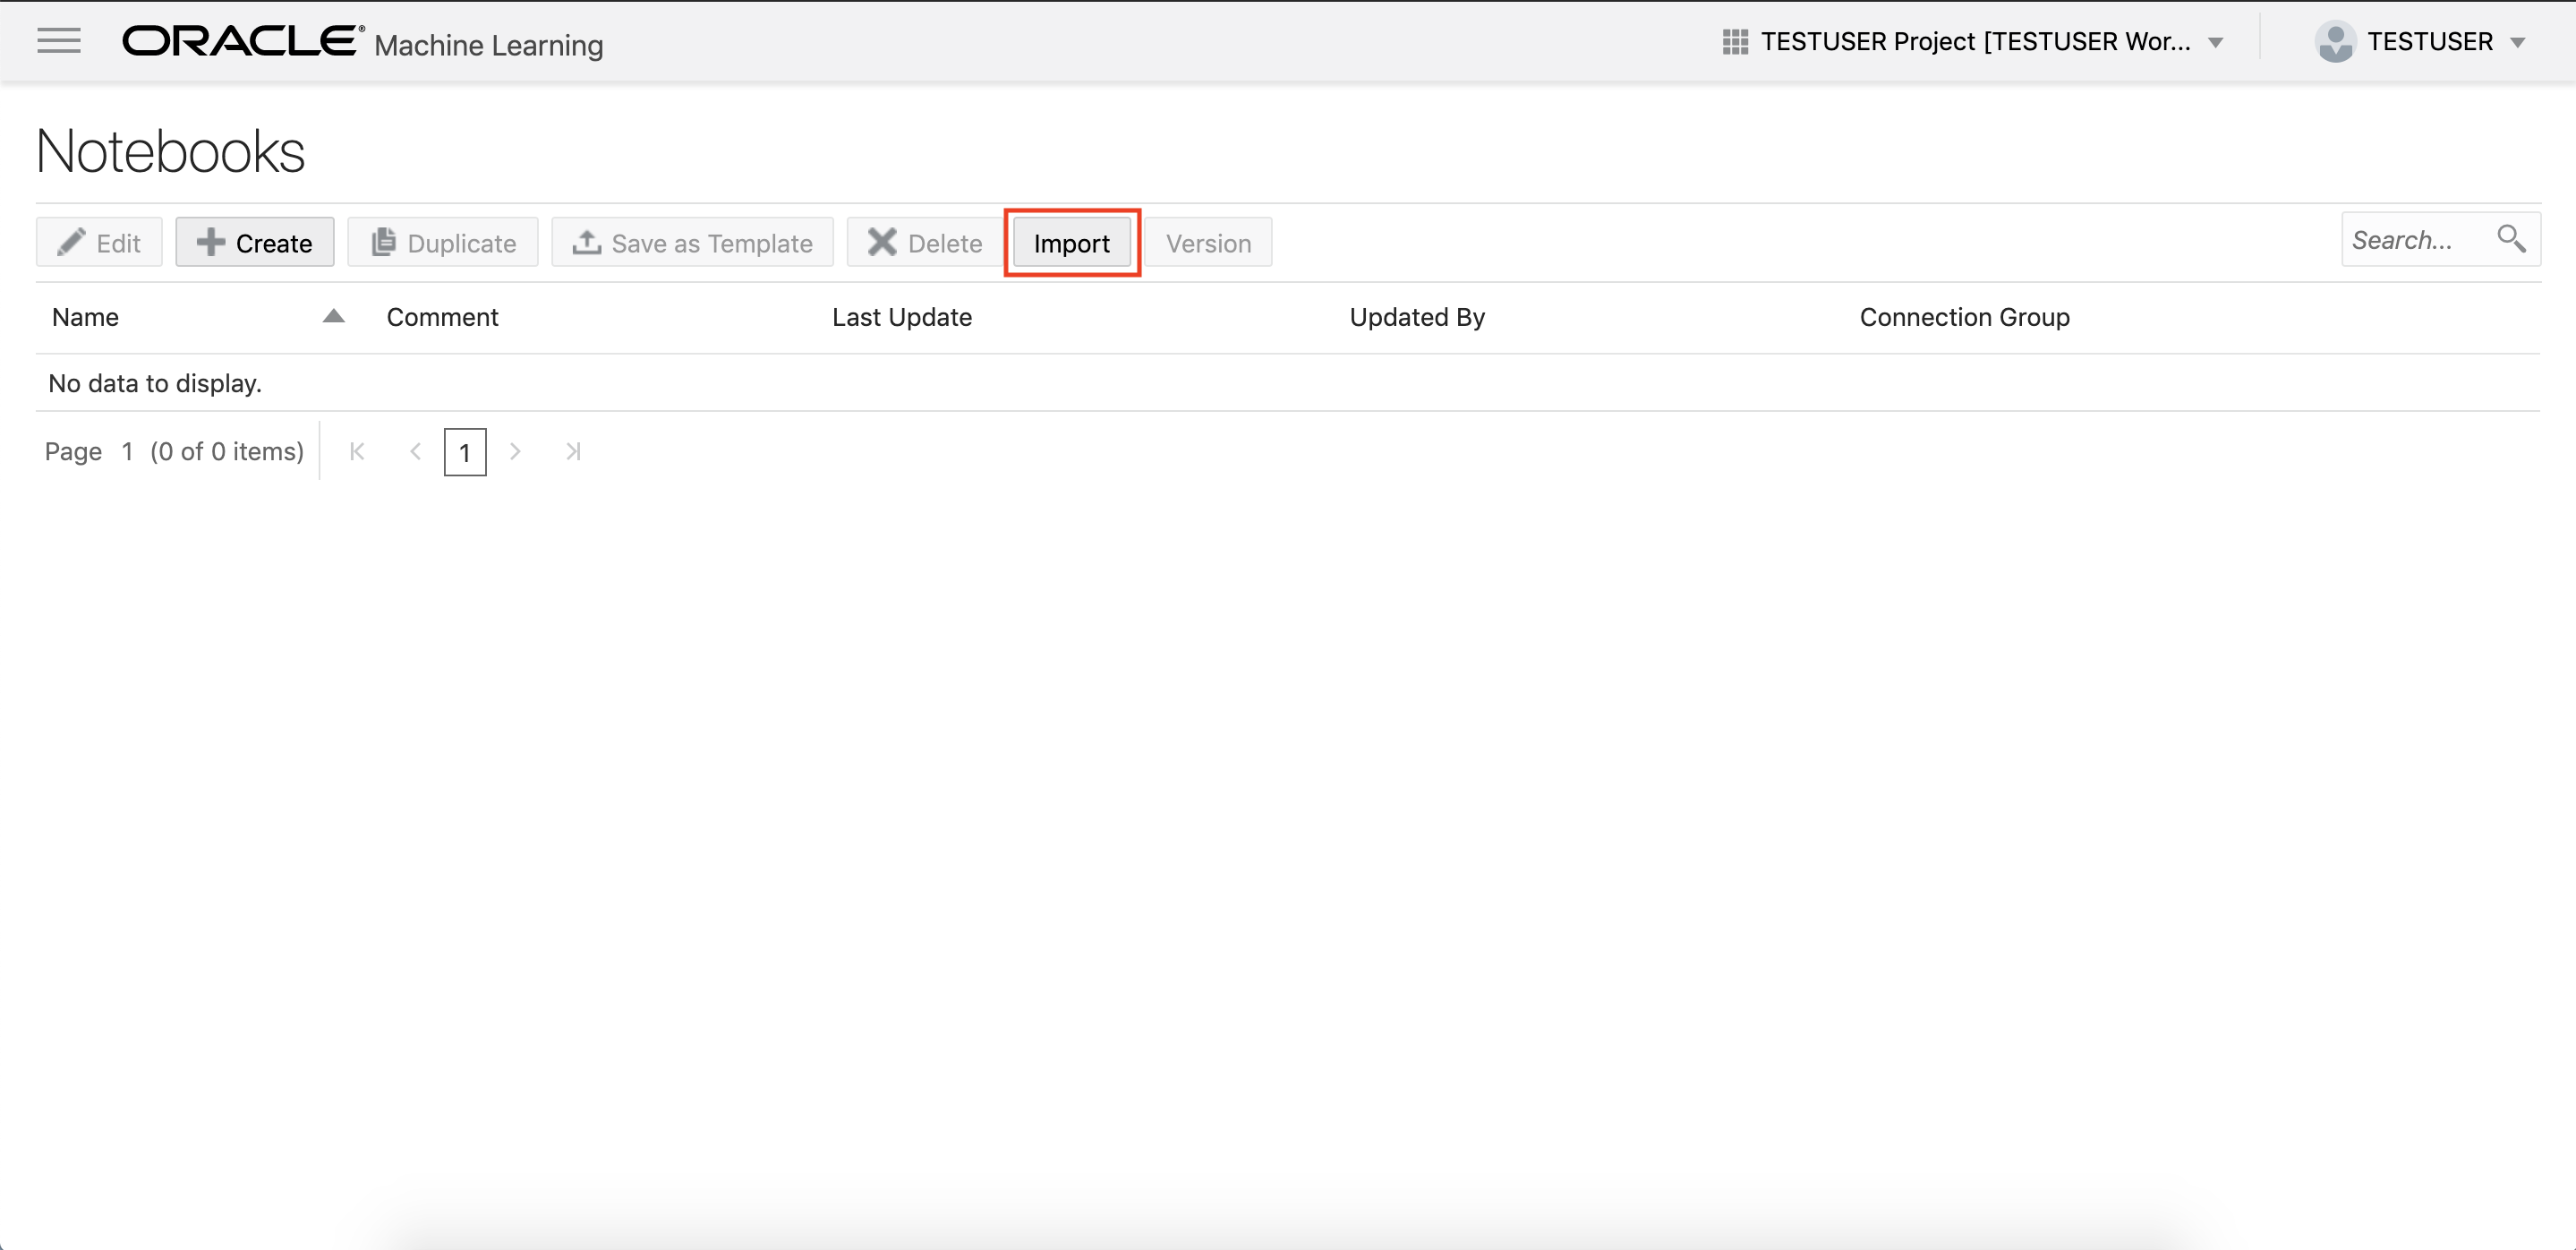 ORACLE® Machine Learning
TESTUSER Project [TESTUSER Wor...
TESTUSER
Notebooks
Edit
Create
Duplicate
Save as Template
Delete
Import
Version
Search...
Name
Comment
Last Update
Updated By
Connection Group
No data to display.
Page 1 (0 of 0 items)
1